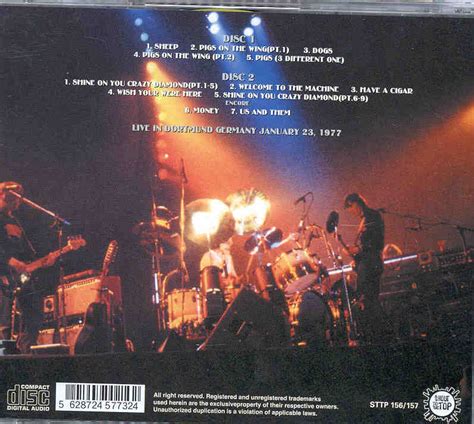 DISC 1
1. SHEEP 2. PIGS ON THE WING(PT.1) 3. DOGS
4. PIGS ON THE WING (PT.2) 5. PIGS (3 DIFFERENT ONE)
DISC 2
1. SHINE ON YOU CRAZY DIAMOND(PT.1-5) 2. WELCOME TO THE MACHINE 3. HAVE A CIGAR
4. WISH YOUR WERE HERE 5. SHINE ON YOU CRAZY DIAMOND(PT.6-9)
ENCORE
6. MONEY 7. US AND THEM
LIVE IN DORTMUND GERMANY JANUARY 23, 1977
COMPACT
disc
DIGITAL AUDIO
5 628724 577324
All right reserved. Registered and unregistered trademarks
used herein are the exclusiveproperty of their respective owners.
Unauthorized duplication is a violation of applicable laws.
STTP 156/157
TOP